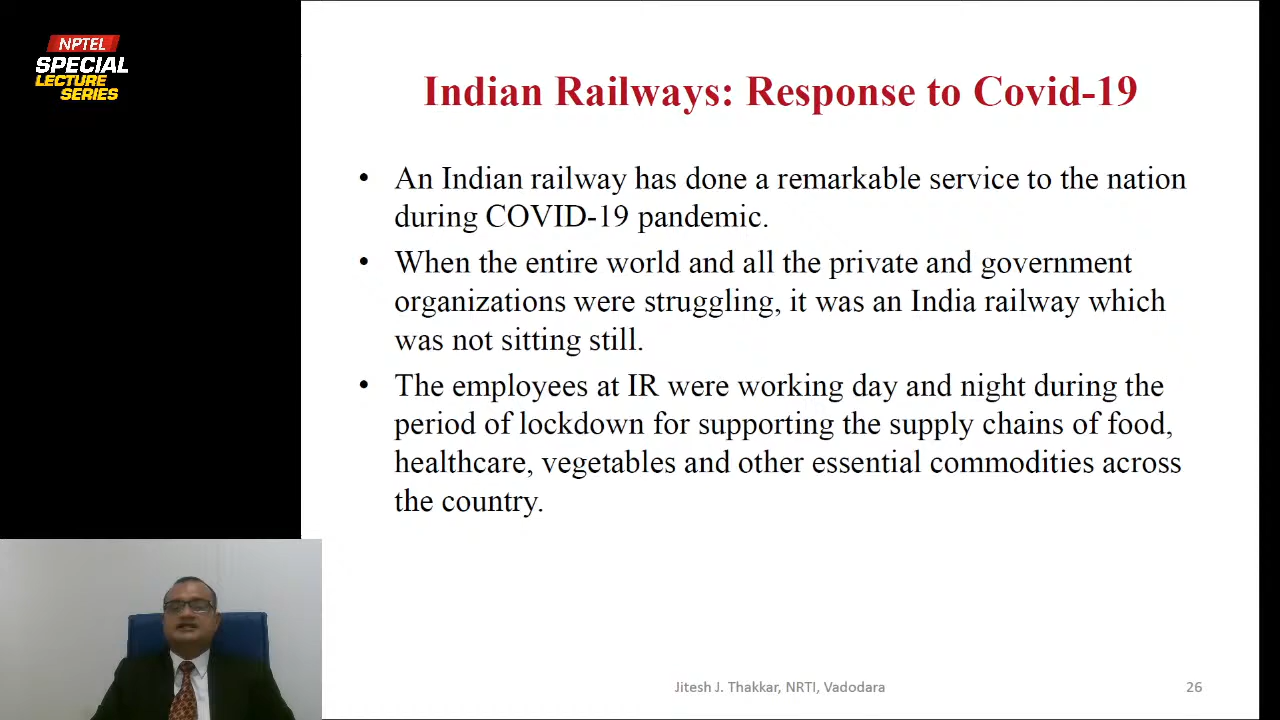 NPTEL
SPECIAL
LECTURE
SERIES
Indian Railways: Response to Covid-19
• An Indian railway has done a remarkable service to the nation
during COVID-19 pandemic.
• When the entire world and all the private and government
organizations were struggling, it was an India railway which
was not sitting still.
• The employees at IR were working day and night during the
period of lockdown for supporting the supply chains of food,
healthcare, vegetables and other essential commodities across
the country.
Jitesh J. Thakkar, NRTI, Vadodara
26